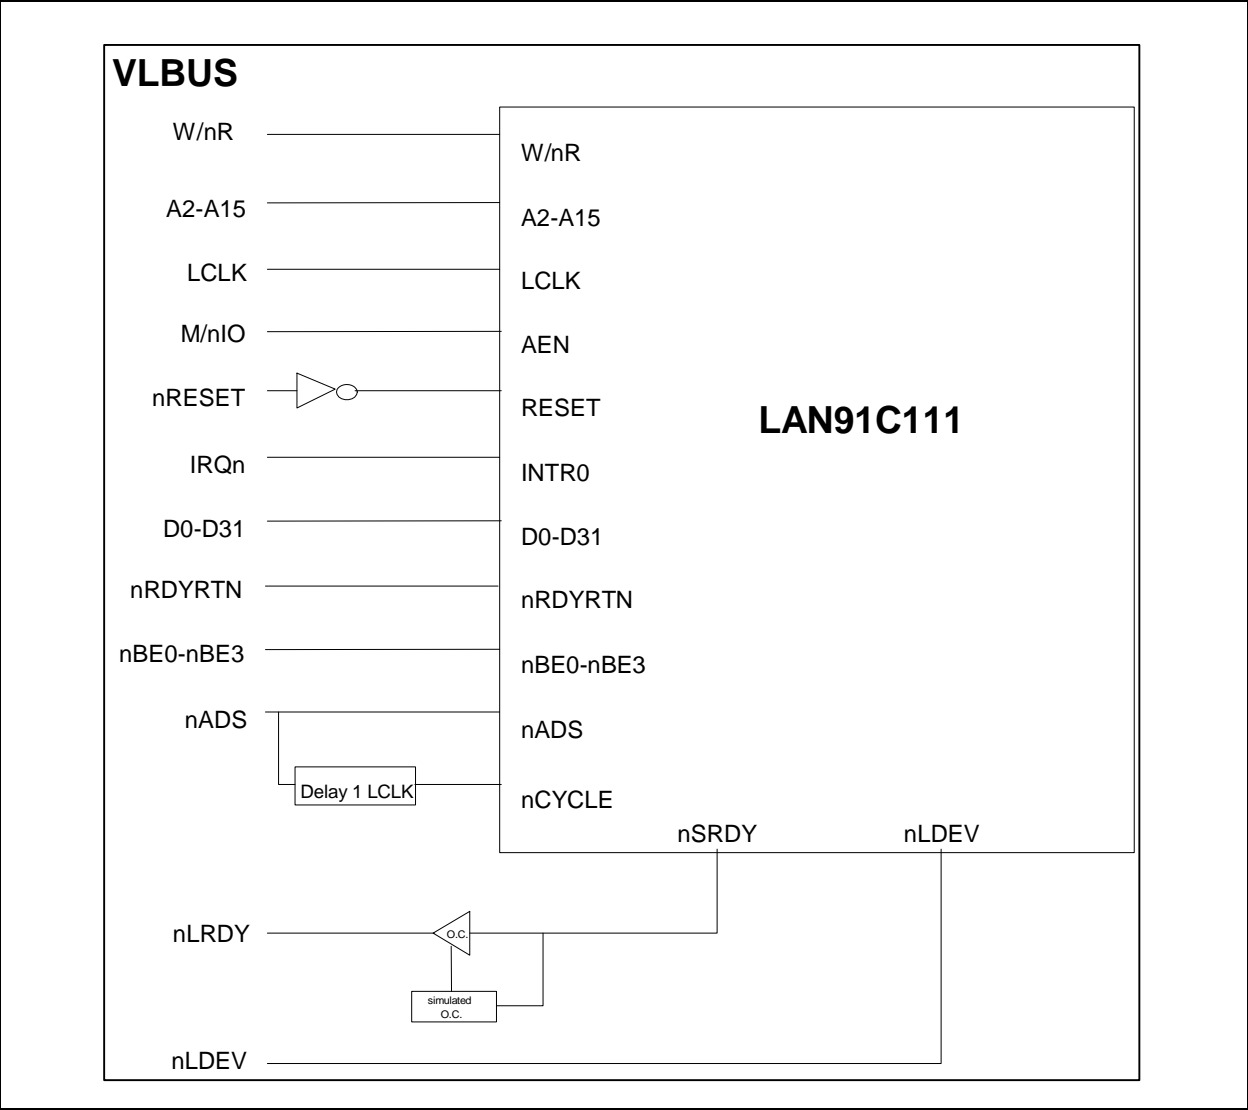 VLBUS
W/nR
W/nR
A2-A15
A2-A15
LCLK
LCLK
M/nIO
AEN
nRESET
RESET
LAN91C111
IRQn
INTR0
D0-D31
D0-D31
nRDYRTN
nRDYRTN
nBE0-nBE3
nBE0-nBE3
nADS
nADS
Delay 1 LCLK
nCYCLE
nSRDY
nLDEV
nLRDY
O.C.
simulated
O.C.
nLDEV